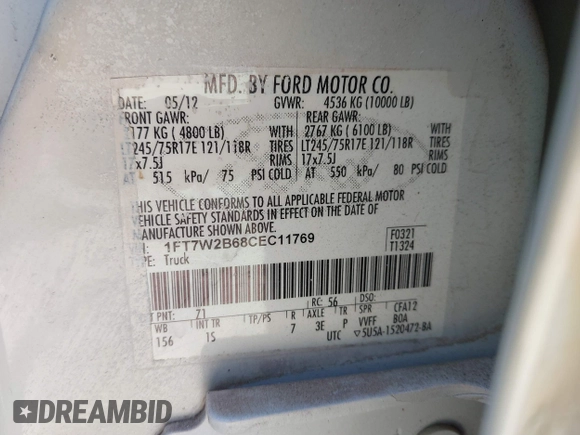 MFD. BY FORD MOTOR CO.
DATE: 05/12 GVWR: 4536 KG (10000 LB)
FRONT GAWR: REAR GAWR:
177 KG ( 4800 LB) WITH 2767 KG ( 6100 LB) WITH
LT245/75R17E 121/118R TIRES LT245/75R17E 121/118R TIRES
17x7.5J RIMS 17x7.5J RIMS
AT 515 kPa/ 75 PSI COLD AT 550 kPa/ 80 PSI COLD
THIS VEHICLE CONFORMS TO ALL APPLICABLE FEDERAL MOTOR
VEHICLE SAFETY STANDARDS IN EFFECT ON THE DATE OF
MANUFACTURE SHOWN ABOVE.
1FT7W2B68CEC11769 F0321
PE: Truck T1324
RC: 56 DSO:
PNT: Z1
WB INT TR TP/PS R AXLE TR SPR CFA12
156 1S 7 3E P VVFF BOA
UTC ▽5U5A-1520472-BA
DREAMBID